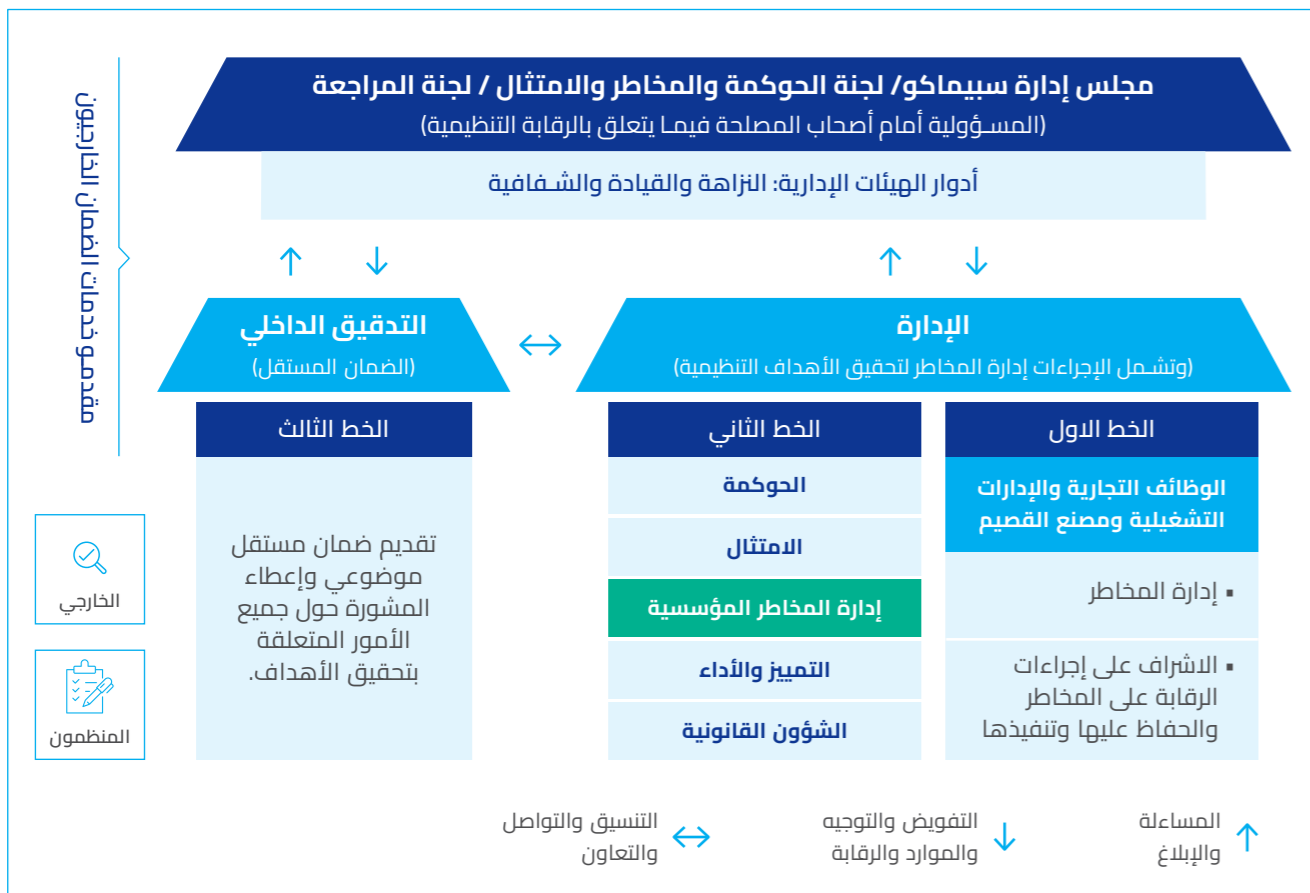 مجلس إدارة سبيماكو/ لجنة الحوكمة والمخاطر والامتثال / لجنة المراجعة
(المسؤولية أمام أصحاب المصلحة فيما يتعلق بالرقابة التنظيمية)
أدوار الهيئات الإدارية: النزاهة والقيادة والشفافية
الإدارة
(وتشمل الإجراءات إدارة المخاطر لتحقيق الأهداف التنظيمية)
الخط الاول
الوظائف التجارية والإدارات
التشغيلية ومصنع القصيم
▪ إدارة المخاطر
▪ الاشراف على إجراءات
الرقابة على المخاطر
والحفاظ عليها وتنفيذها
الخط الثاني
الحوكمة
الامتثال
إدارة المخاطر المؤسسية
التمييز والأداء
الشؤون القانونية
التدقيق الداخلي
(الضمان المستقل)
الخط الثالث
تقديم ضمان مستقل
موضوعي وإعطاء
المشورة حول جميع
الأمور المتعلقة
بتحقيق الأهداف.
مقدمو خدمات الضمان الخارجيون
الخارجي
المنظمون
المساءلة
والإبلاغ
التفويض والتوجيه
والموارد والرقابة
التنسيق والتواصل
والتعاون